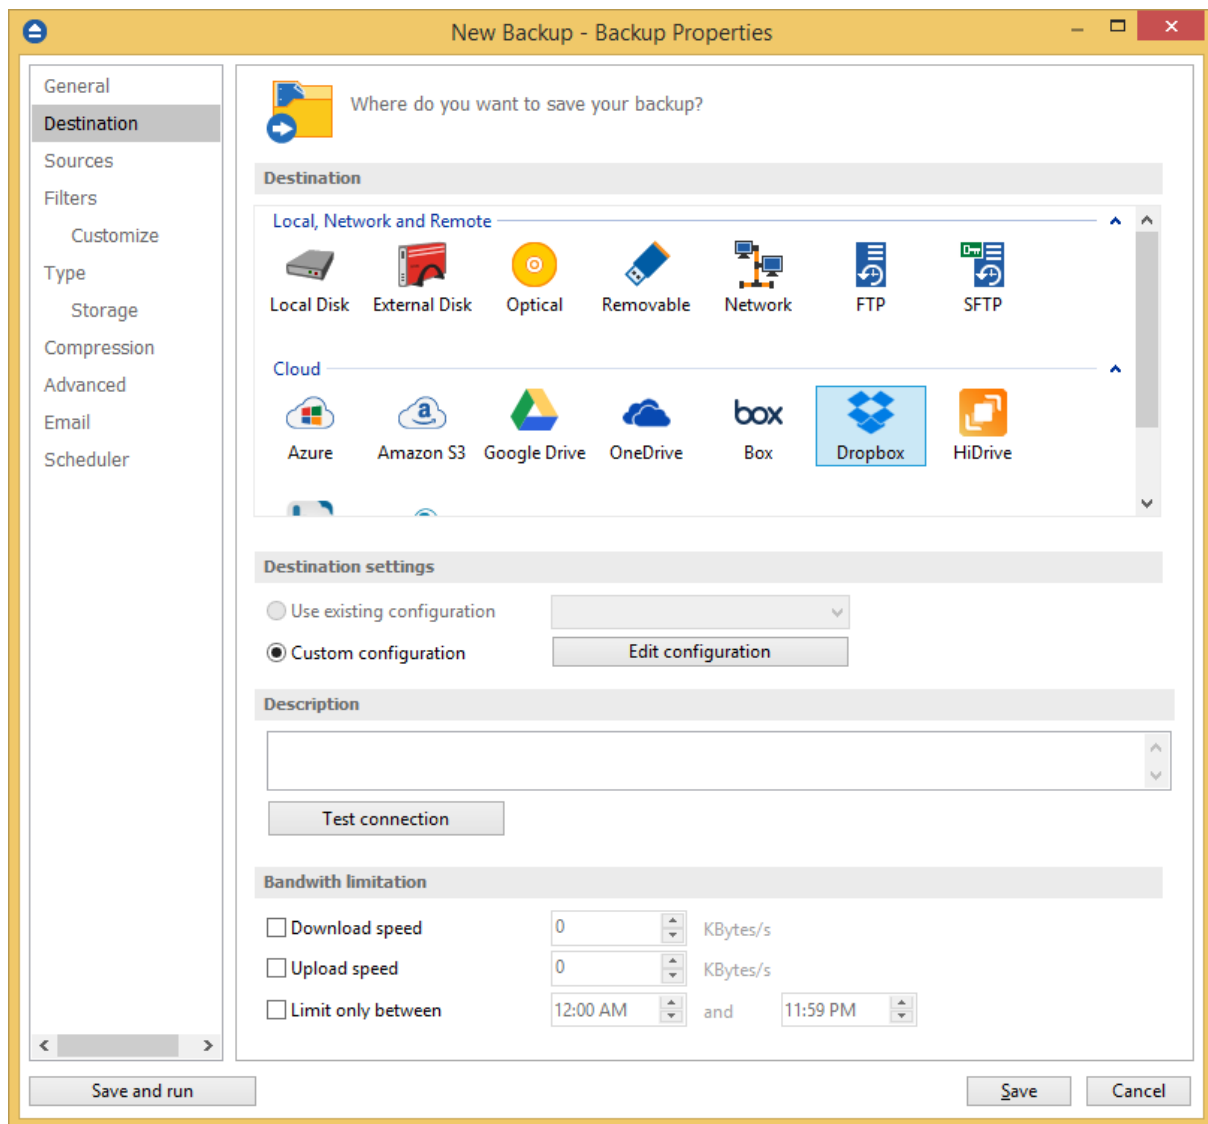 New Backup - Backup Properties
General
Destination
Sources
Filters
Customize
Type
Storage
Compression
Advanced
Email
Scheduler
Where do you want to save your backup?
Destination
Local, Network and Remote
Local Disk External Disk Optical Removable Network FTP SFTP
Cloud
a
box
Azure Amazon S3 Google Drive OneDrive Box Dropbox HiDrive
Destination settings
Use existing configuration
Custom configuration Edit configuration
Description
Test connection
Bandwith limitation
Download speed 0 KBytes/s
Upload speed 0 KBytes/s
Limit only between 12:00 AM and 11:59 PM
Save and run Save Cancel